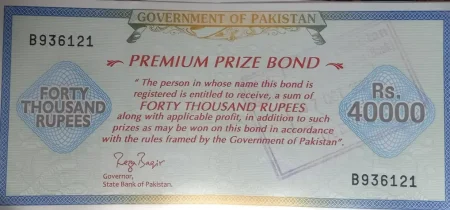 GOVERNMENT OF PAKISTAN
B936121
PREMIUM PRIZE BOND
" The person in whose name this bond is
registered is entitled to receive, a sum of
FORTY THOUSAND RUPEES
along with applicable profit, in addition to such
prizes as may be won on this bond in accordance
with the rules framed by the Government of Pakistan".
FORTY
THOUSAND
RUPEES
Rs.
40000
Reza Baqir
Governor,
State Bank of Pakistan.
B936121